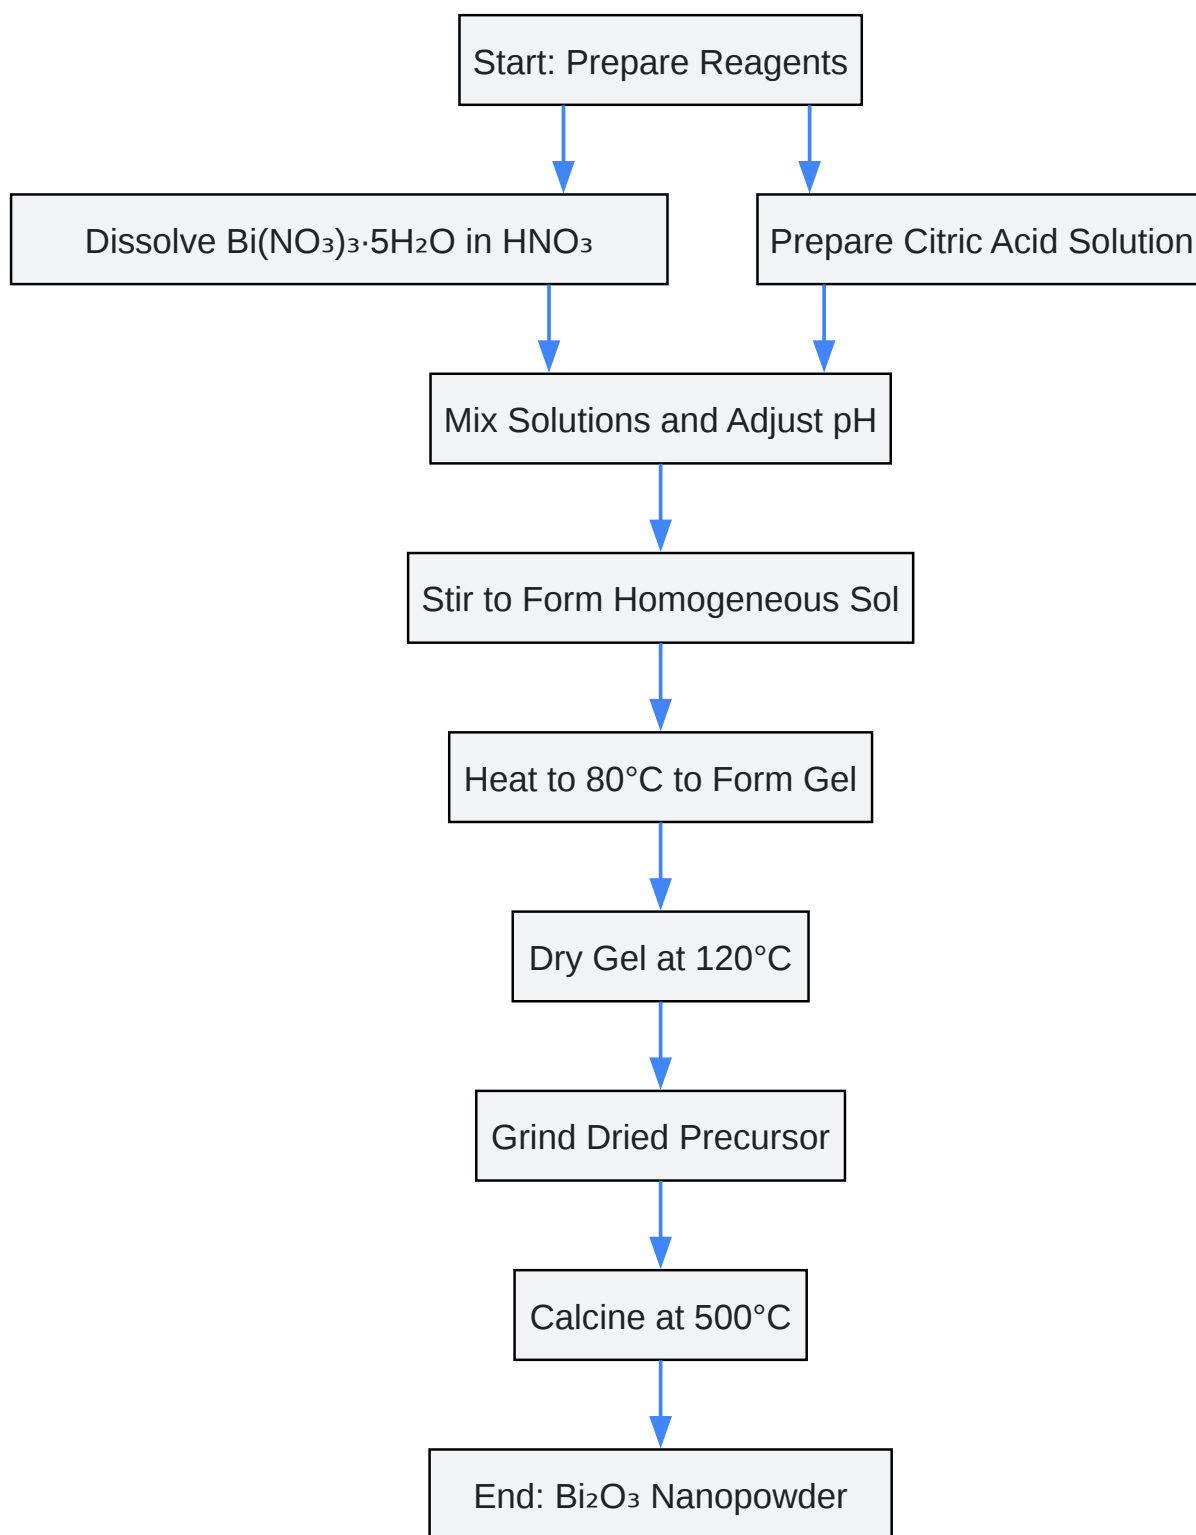 Start: Prepare Reagents
Dissolve Bi(NO₃)₃·5H₂O in HNO₃
Prepare Citric Acid Solution
Mix Solutions and Adjust pH
Stir to Form Homogeneous Sol
Heat to 80°C to Form Gel
Dry Gel at 120°C
Grind Dried Precursor
Calcine at 500°C
End: Bi₂O₃ Nanopowder